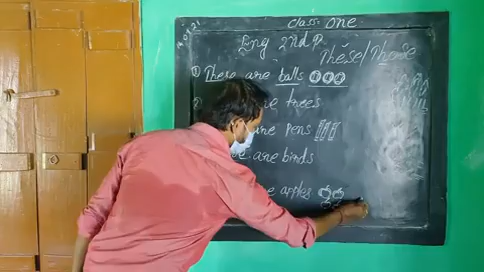 class: One
Eng 2nd P
These/Those
① These are balls
are trees
are pens
are birds
are apples